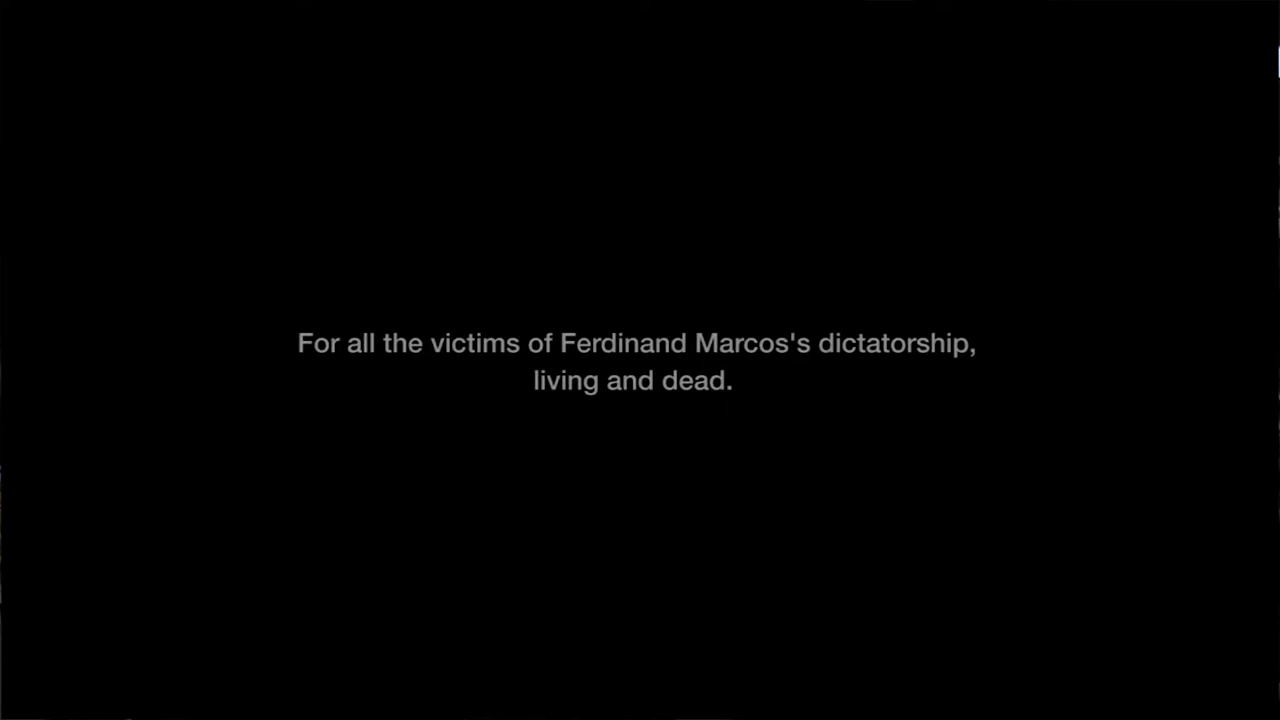 For all the victims of Ferdinand Marcos's dictatorship,
living and dead.